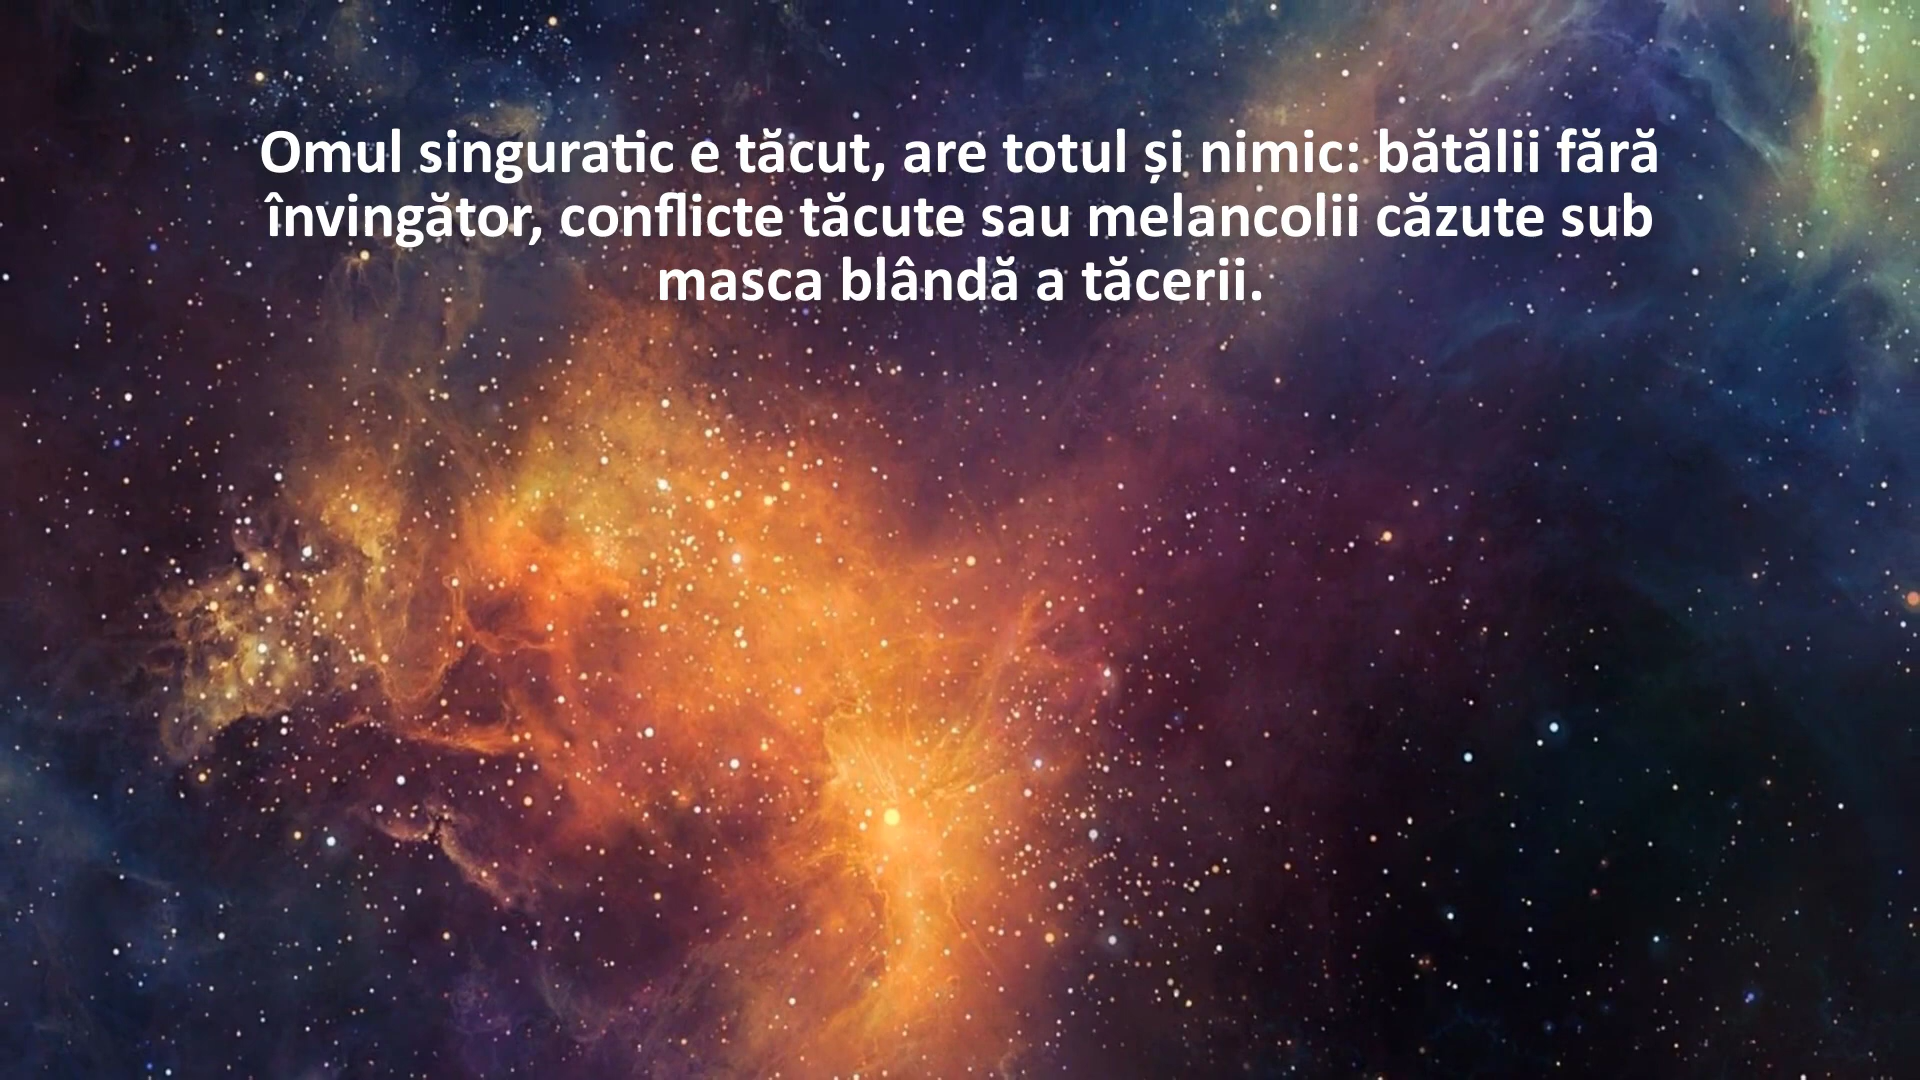 Omul singuratic e tăcut, are totul și nimic: bătălii fără
învingător, conflicte tăcute sau melancolii căzute sub
masca blândă a tăcerii.